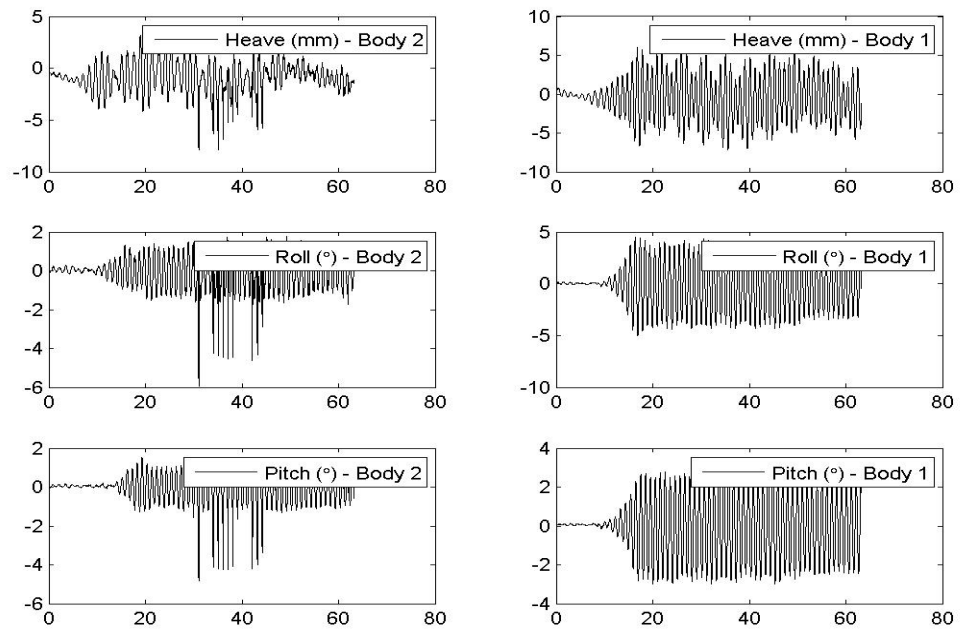 5
0
-5
-10
0 20 40 60 80
Heave (mm) - Body 2
10
5
0
-5
-10
0 20 40 60 80
Heave (mm) - Body 1
2
0
-2
-4
-6
0 20 40 60 80
Roll (°) - Body 2
5
0
-5
-10
0 20 40 60 80
Roll (°) - Body 1
2
0
-2
-4
-6
0 20 40 60 80
Pitch (°) - Body 2
4
2
0
-2
-4
0 20 40 60 80
Pitch (°) - Body 1